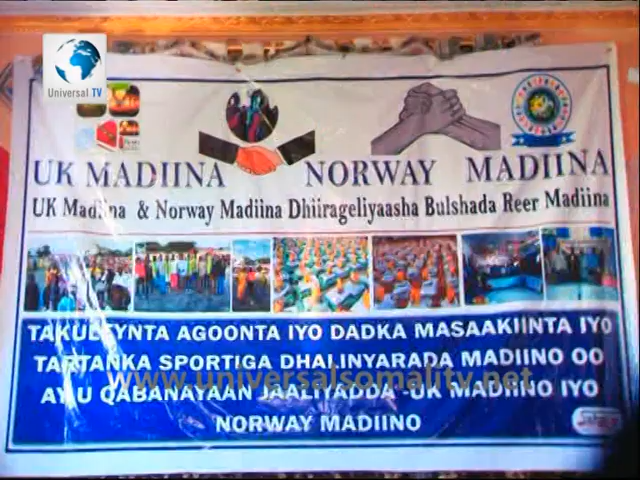 Universal TV
UK MADIINA NORWAY MADIINA
UK Madiina & Norway Madiina Dhiirageliyaasha Bulshada Reer Madiina
TAKULEYNTA AGOONTA IYO DADKA MASAAKIINTA IYO
TARTANKA SPORTIGA DHALINYARADA MADIINO OO
AY U QABANAYAAN JAALIYADDA -UK MADIINO IYO
www.universalsomalitv.net
NORWAY MADIINO